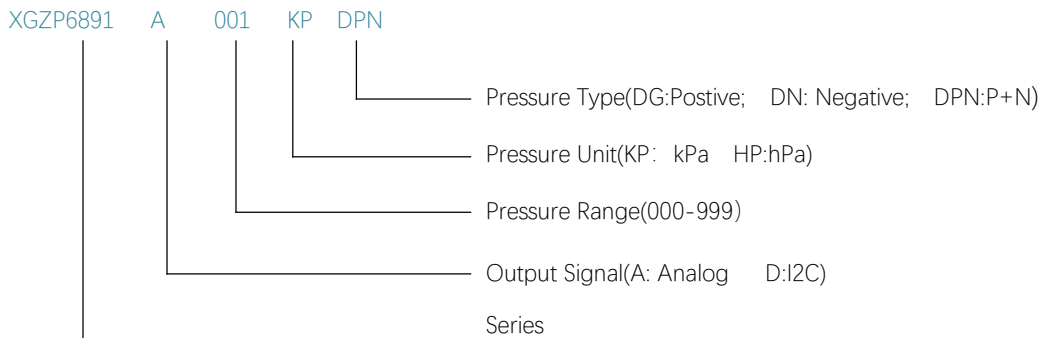 XGZP6891 A 001 KP DPN
Pressure Type(DG:Postive; DN: Negative; DPN:P+N)
Pressure Unit(KP： kPa HP:hPa)
Pressure Range(000-999）
Output Signal(A: Analog D:I2C)
Series